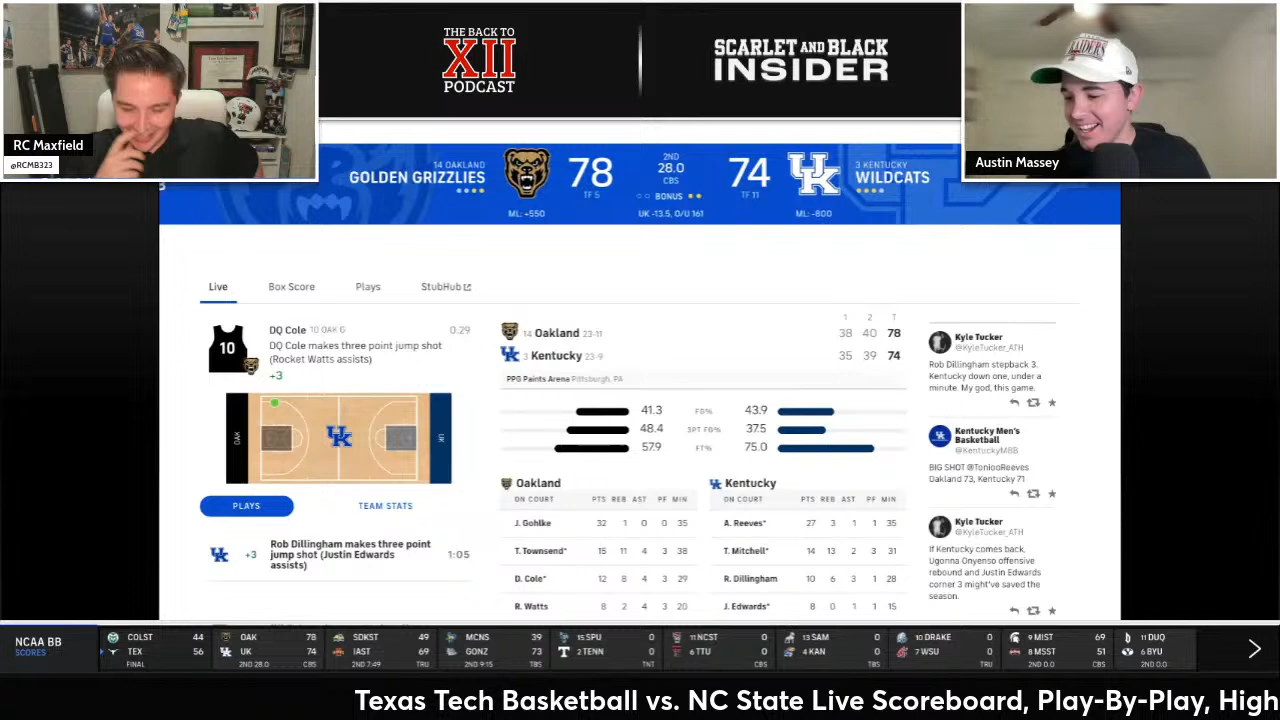 THE BACK TO
XII
PODCAST
SCARLET AND BLACK
INSIDER
RC Maxfield
@RCMB323
Austin Massey
14 OAKLAND
GOLDEN GRIZZLIES
78
TF 5
ML: +550
2ND
28.0
CBS
BONUS
UK -13.5, O/U 161
74
TF 11
ML: -800
3 KENTUCKY
WILDCATS
Live Box Score Plays StubHub
DQ Cole 10 OAK G 0:29
DQ Cole makes three point jump shot
(Rocket Watts assists)
+3
10
OAK
UK
PLAYS TEAM STATS
Rob Dillingham makes three point
+3 jump shot (Justin Edwards 1:05
assists)
1 2 T
14 Oakland 23-11 38 40 78
3 Kentucky 23-9 35 39 74
PPG Paints Arena Pittsburgh, PA
41.3 FG% 43.9
48.4 3PT FG% 37.5
57.9 FT% 75.0
Oakland
ON COURT PTS REB AST PF MIN
J. Gohlke 32 1 0 0 35
T. Townsend* 15 11 4 3 38
D. Cole* 12 8 4 3 29
R. Watts 8 2 4 3 20
Kentucky
ON COURT PTS REB AST PF MIN
A. Reeves* 27 3 1 1 35
T. Mitchell* 14 13 2 3 31
R. Dillingham 10 6 3 1 28
J. Edwards* 8 0 1 1 15
Kyle Tucker
@KyleTucker_ATH
Rob Dillingham stepback 3.
Kentucky down one, under a
minute. My god, this game.
Kentucky Men's
Basketball
@KentuckyMBB
BIG SHOT @ToniooReeves
Oakland 73, Kentucky 71
Kyle Tucker
@KyleTucker_ATH
If Kentucky comes back,
Ugonna Onyenso offensive
rebound and Justin Edwards
corner 3 might've saved the
season.
NCAA BB
SCORES
COLST 44
TEX 56
FINAL
OAK 78
UK 74
2ND 28.0 CBS
SDKST 49
IAST 69
2ND 7:49 TRU
MCNS 39
GONZ 73
2ND 9:15 TBS
15 SPU 0
2 TENN 0
TNT
11 NCST 0
6 TTU 0
CBS
13 SAM 0
4 KAN 0
TBS
10 DRAKE 0
7 WSU 0
TRU
9 MIST 69
8 MSST 51
2ND 0.0 CBS
11 DUQ
6 BYU
2ND 0.0
Texas Tech Basketball vs. NC State Live Scoreboard, Play-By-Play, High